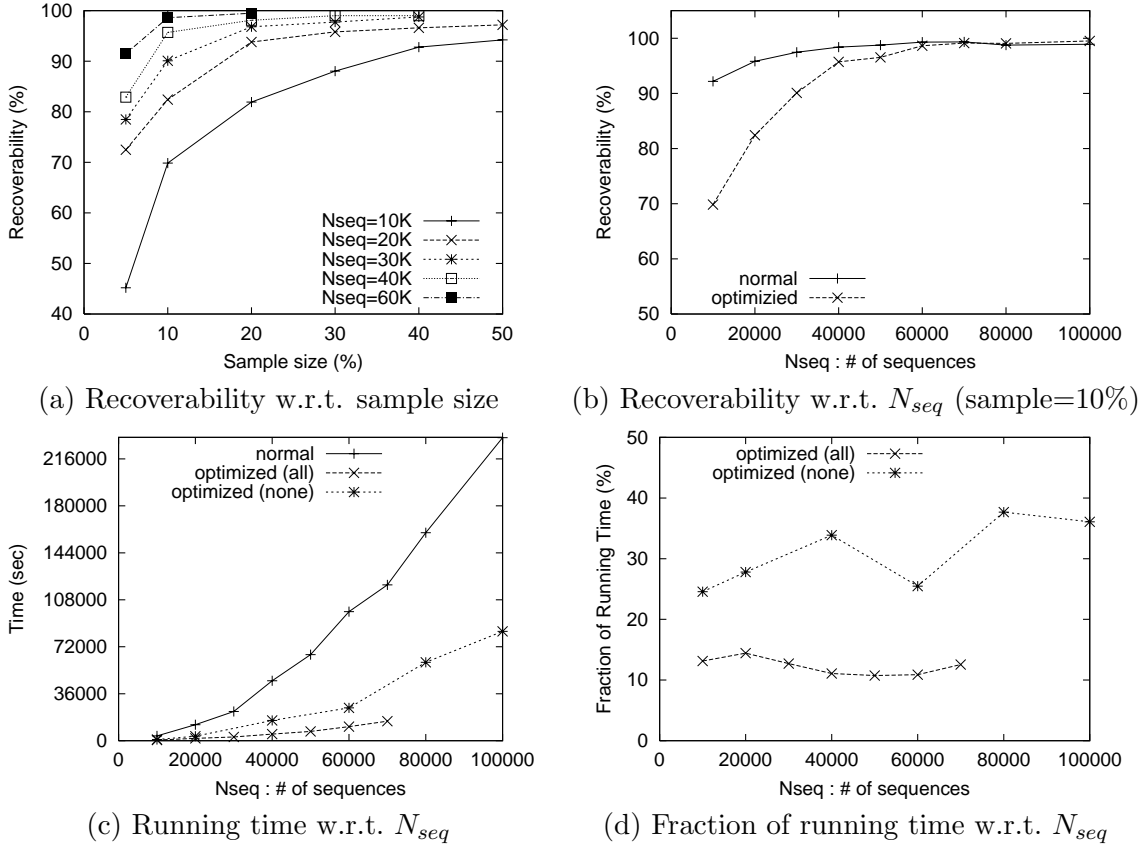 Recoverability (%)
100
90
80
70
60
50
40
0
10
20
30
40
50
Sample size (%)
Nseq=10K
Nseq=20K
Nseq=30K
Nseq=40K
Nseq=60K
(a) Recoverability w.r.t. sample size
Recoverability (%)
100
90
80
70
60
50
20000
40000
60000
80000
100000
Nseq : # of sequences
normal
optimizied
(b) Recoverability w.r.t. Nseq (sample=10%)
Time (sec)
216000
180000
144000
108000
72000
36000
0
0
20000
40000
60000
80000
100000
Nseq : # of sequences
normal
optimized (all)
optimized (none)
(c) Running time w.r.t. Nseq
Fraction of Running Time (%)
50
40
30
20
10
0
20000
40000
60000
80000
100000
Nseq : # of sequences
optimized (all)
optimized (none)
(d) Fraction of running time w.r.t. Nseq